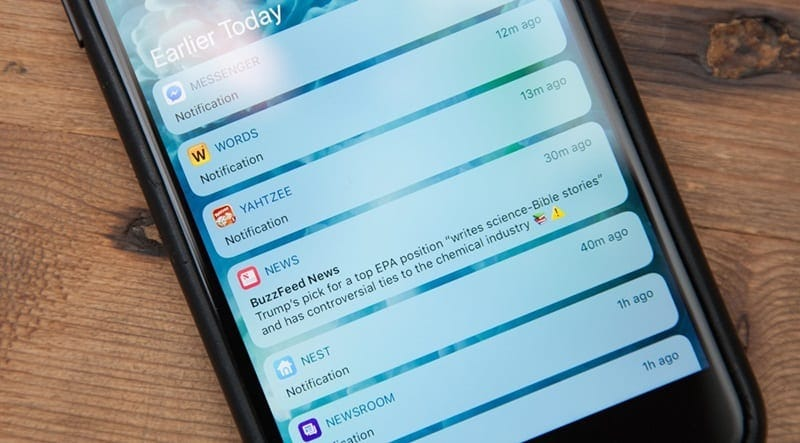 Earlier Today
MESSENGER
Notification
WORDS 12m ago
Notification
YAHTZEE 13m ago
Notification
NEWS 30m ago
BuzzFeed News
Trump's pick for a top EPA position “writes science-Bible stories”
and has controversial ties to the chemical industry
NEST 40m ago
Notification
NEWSROOM 1h ago
Notification
1h ago